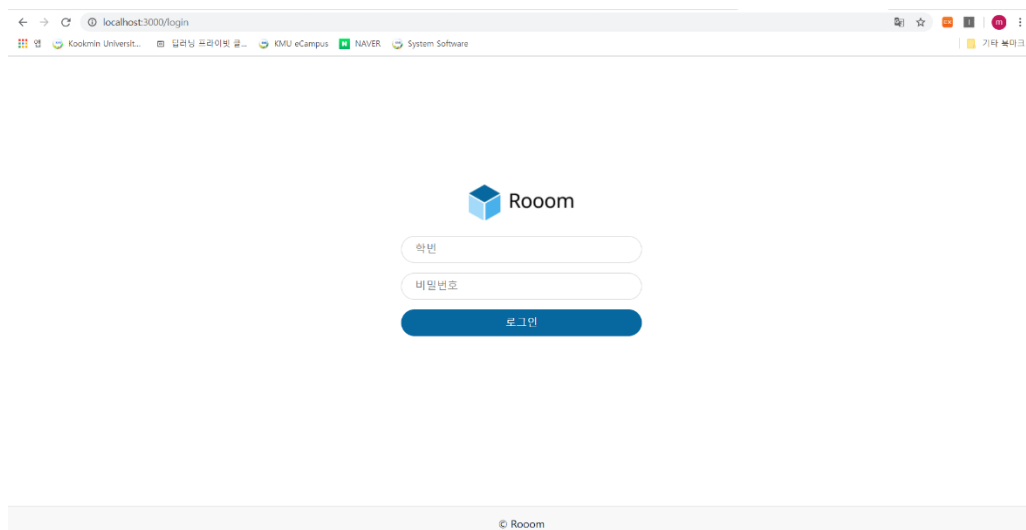 localhost:3000/login
앱 Kookmin Universit... 딥러닝 프라이빗 클... KMU eCampus NAVER System Software 기타 북마크
Rooom
학번
비밀번호
로그인
© Rooom